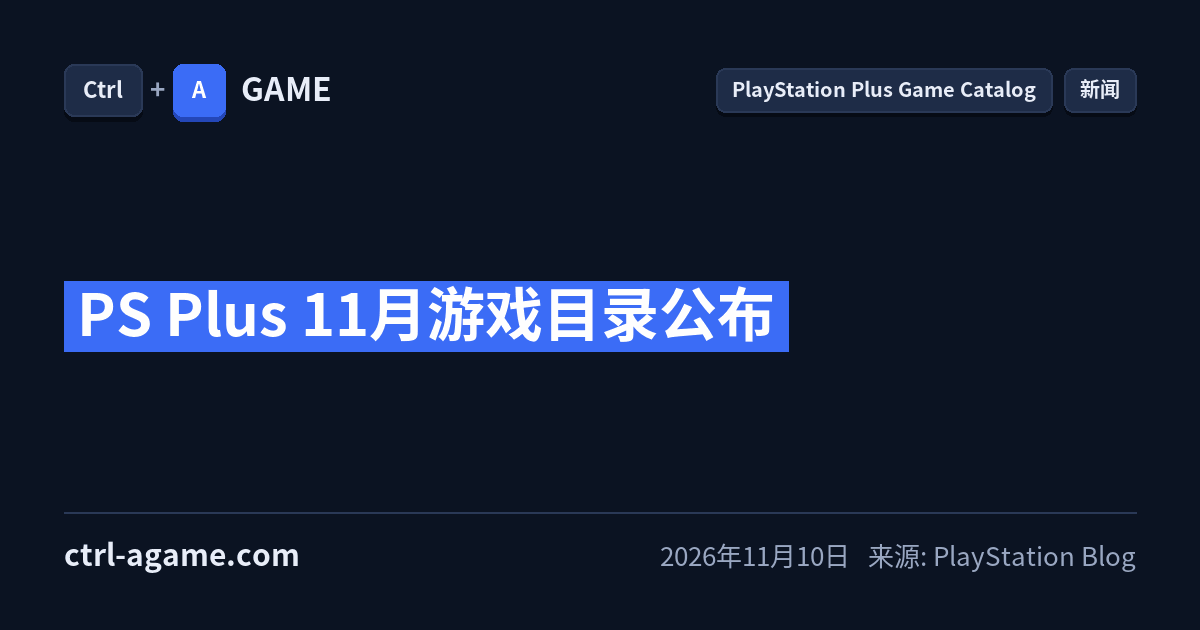 Ctrl + A GAME
PlayStation Plus Game Catalog 新闻
PS Plus 11月游戏目录公布
ctrl-agame.com
2026年11月10日 来源: PlayStation Blog